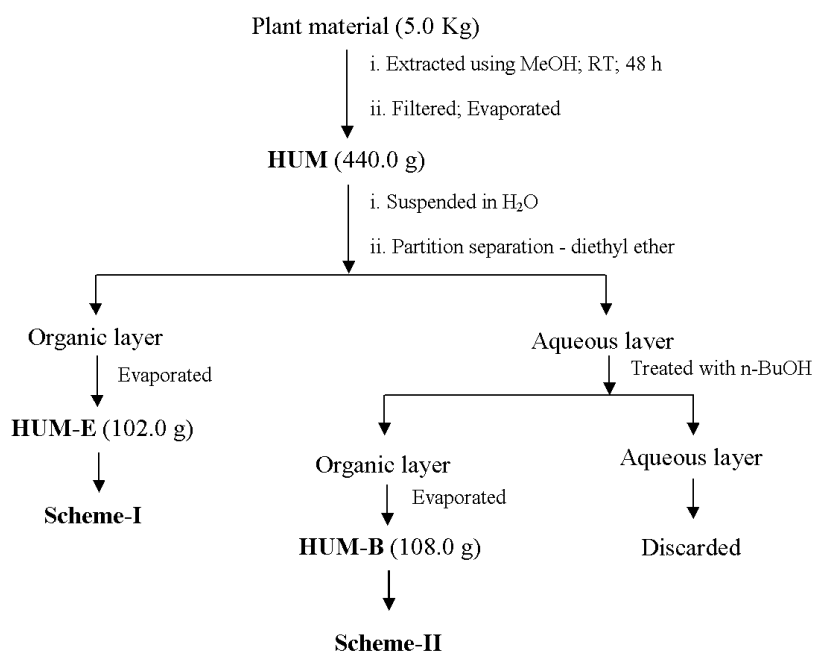 Plant material (5.0 Kg)
i. Extracted using MeOH; RT; 48 h
ii. Filtered; Evaporated
HUM (440.0 g)
i. Suspended in H₂O
ii. Partition separation - diethyl ether
Organic layer
Aqueous layer
Evaporated
Treated with n-BuOH
HUM-E (102.0 g)
Organic layer
Aqueous layer
Evaporated
Scheme-I
HUM-B (108.0 g)
Discarded
Scheme-II